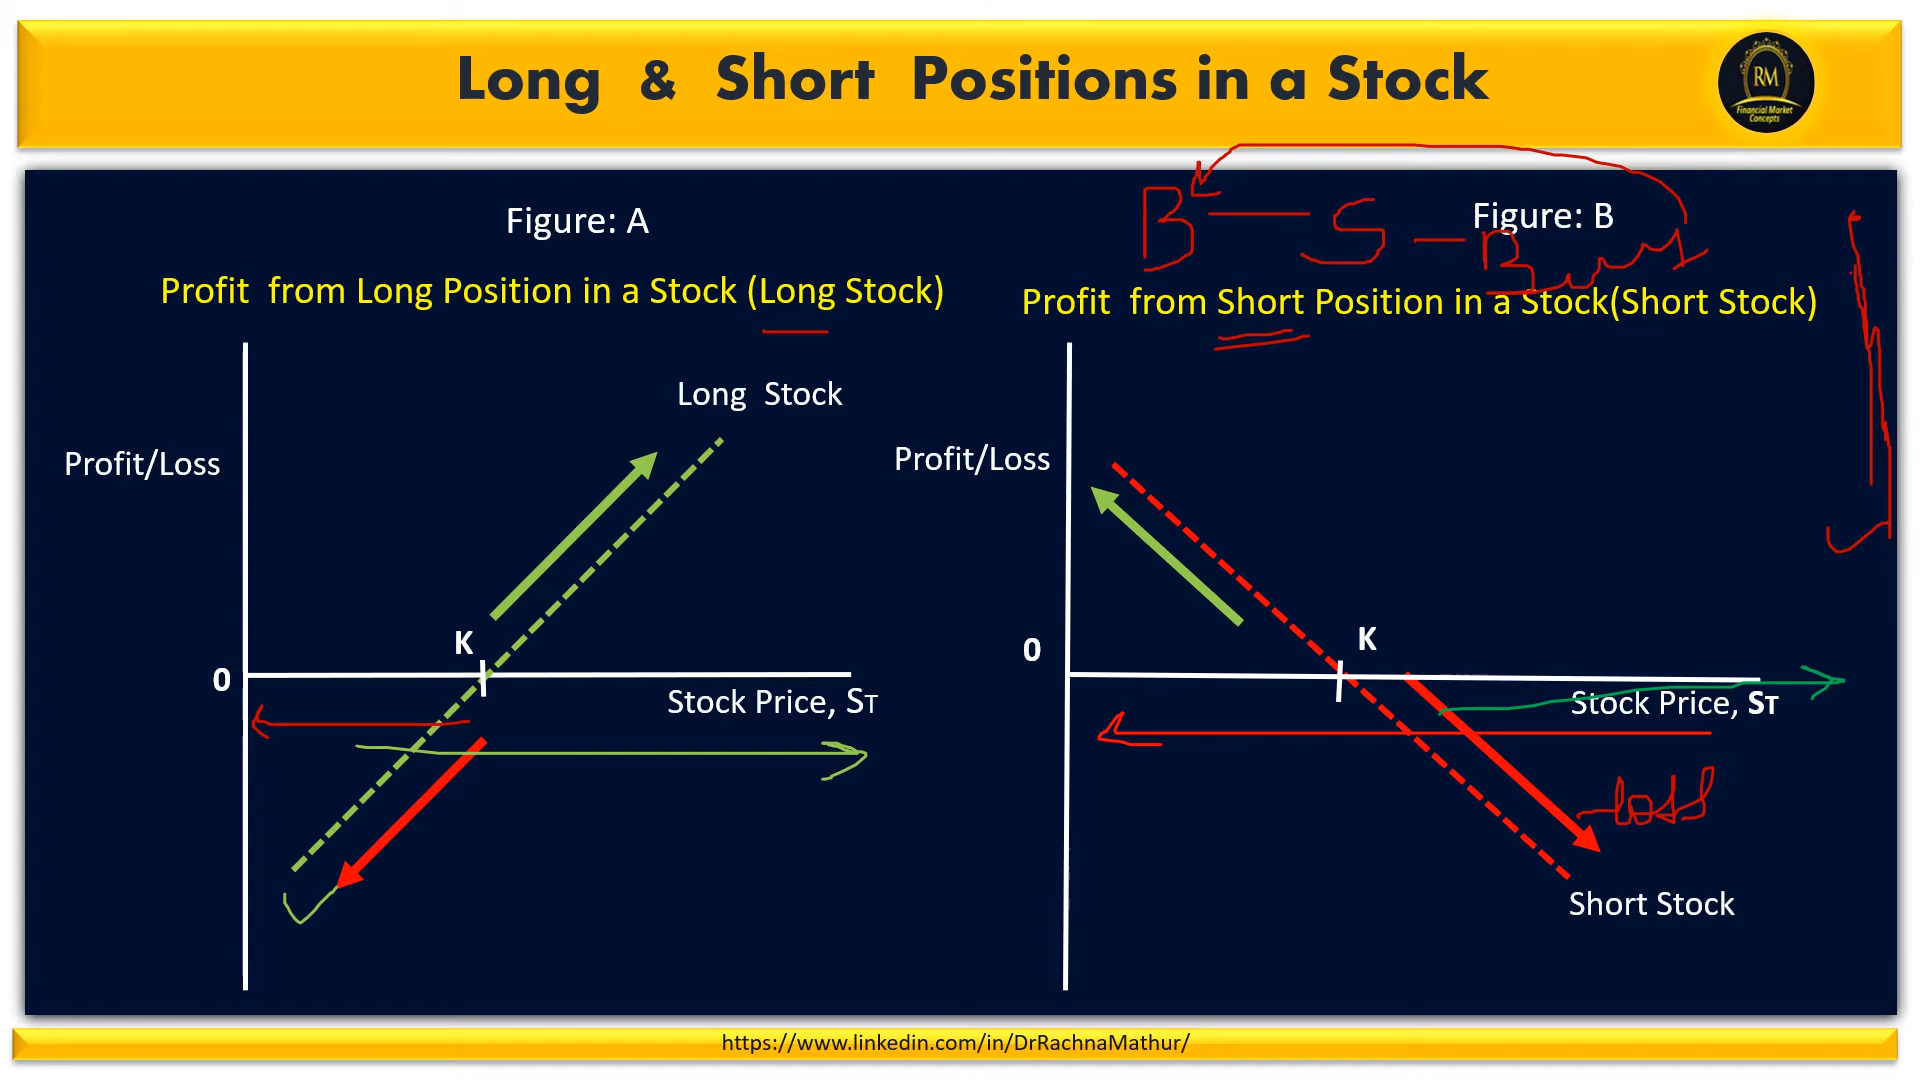 Long & Short Positions in a Stock
RM
Financial Market
Concepts
B — S —
Figure: A
Figure: B
Profit from Long Position in a Stock (Long Stock)
Profit from Short Position in a Stock(Short Stock)
Long Stock
Profit/Loss
Profit/Loss
K
K
0
0
Stock Price, ST
Stock Price, ST
loss
Short Stock
https://www.linkedin.com/in/DrRachnaMathur/